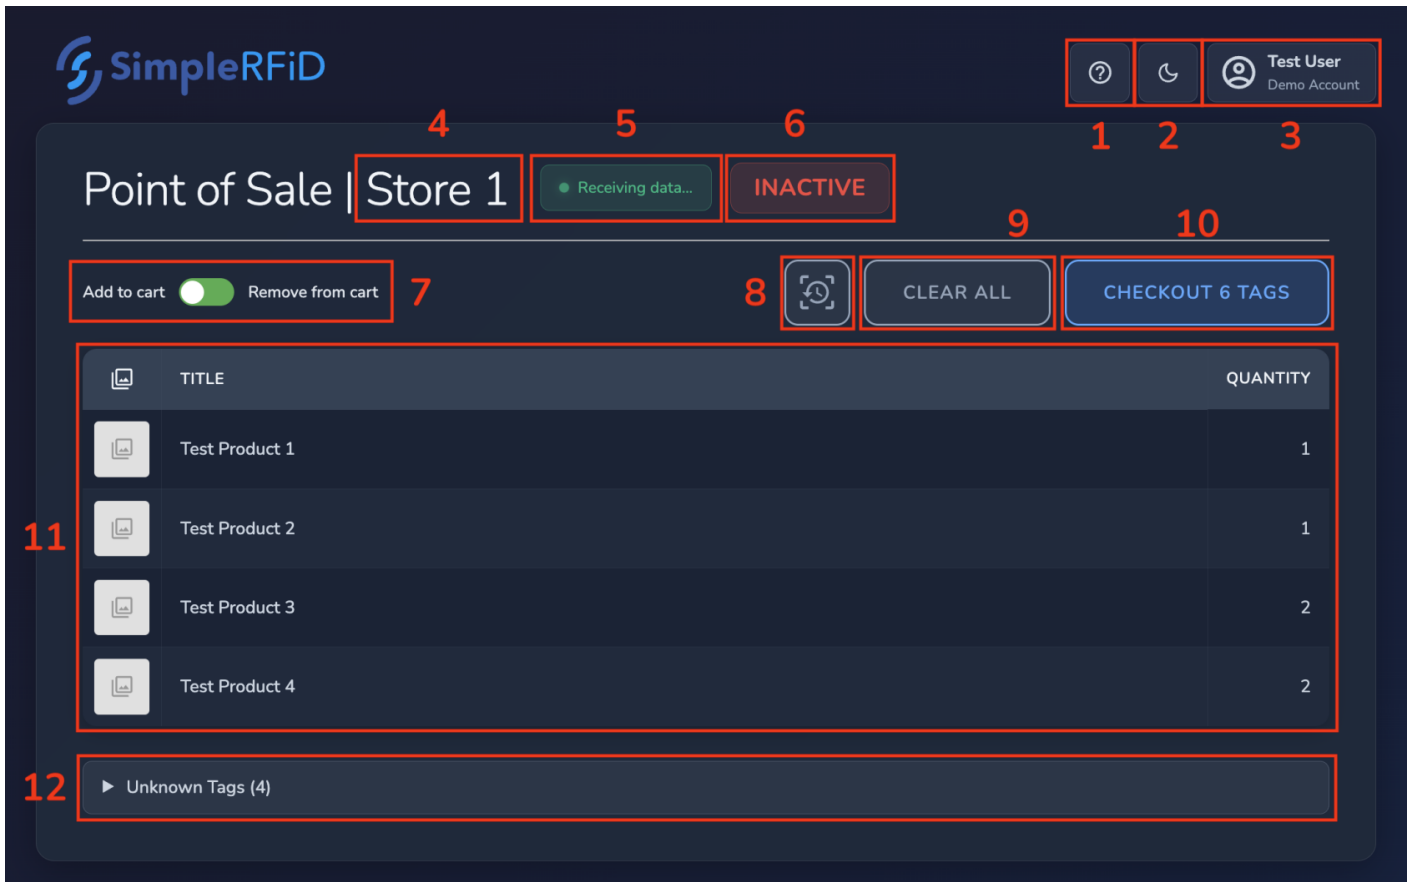 SimpleRFiD
Test User
Demo Account
1
2
3
4
5
6
Point of Sale | Store 1
Receiving data...
INACTIVE
9
10
Add to cart
Remove from cart
7
8
CLEAR ALL
CHECKOUT 6 TAGS
TITLE
QUANTITY
Test Product 1
1
11
Test Product 2
1
Test Product 3
2
Test Product 4
2
12
Unknown Tags (4)